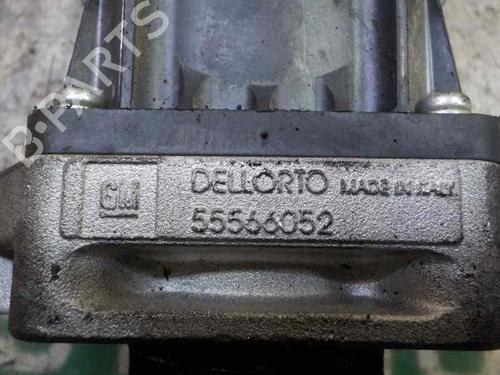 B-PARTS
GM
DELLORTO MADE IN ITALY
55566052